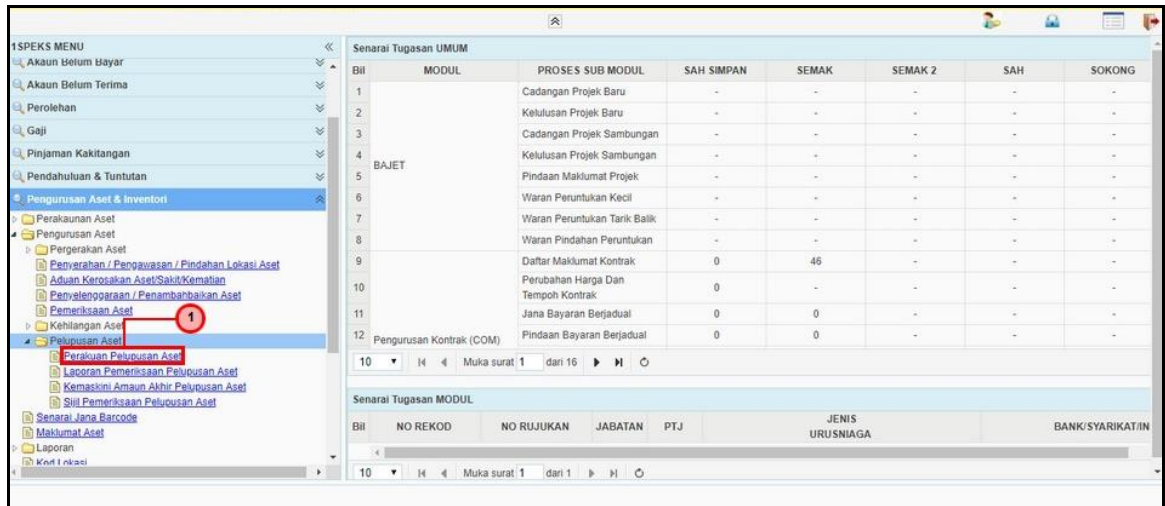 1SPEKS MENU
Akaun Belum Bayar
Akaun Belum Terima
Perolehan
Gaji
Pinjaman Kakitangan
Pendahuluan & Tuntutan
Pengurusan Aset & Inventori
Perakaunan Aset
Pengurusan Aset
Pergerakan Aset
Penyerahan / Pengawasan / Pindahan Lokasi Aset
Aduan Kerosakan Aset/Sakit/Kematian
Penyelenggaraan / Penambahbaikan Aset
Pemeriksaan Aset
1
Kehilangan Aset
Pelupusan Aset
Perakuan Pelupusan Aset
Laporan Pemeriksaan Pelupusan Aset
Kemaskini Amaun Akhir Pelupusan Aset
Sijil Pemeriksaan Pelupusan Aset
Senarai Jana Barcode
Maklumat Aset
Laporan
Kod Lokasi
Senarai Tugasan UMUM
Bil MODUL PROSES SUB MODUL SAH SIMPAN SEMAK SEMAK 2 SAH SOKONG
1 Cadangan Projek Baru - - - - -
2 Kelulusan Projek Baru - - - - -
3 Cadangan Projek Sambungan - - - - -
4 Kelulusan Projek Sambungan - - - - -
BAJET
5 Pindaan Maklumat Projek - - - - -
6 Waran Peruntukan Kecil - - - - -
7 Waran Peruntukan Tarik Balik - - - - -
8 Waran Pindahan Peruntukan - - - - -
9 Daftar Maklumat Kontrak 0 46 - - -
10 Perubahan Harga Dan
Tempoh Kontrak 0 - - - -
11 Jana Bayaran Berjadual 0 0 - - -
12 Pengurusan Kontrak (COM) Pindaan Bayaran Berjadual 0 0 - - -
10 Muka surat 1 dari 16
Senarai Tugasan MODUL
Bil NO REKOD NO RUJUKAN JABATAN PTJ JENIS
URUSNIAGA BANK/SYARIKAT/IN
10 Muka surat 1 dari 1